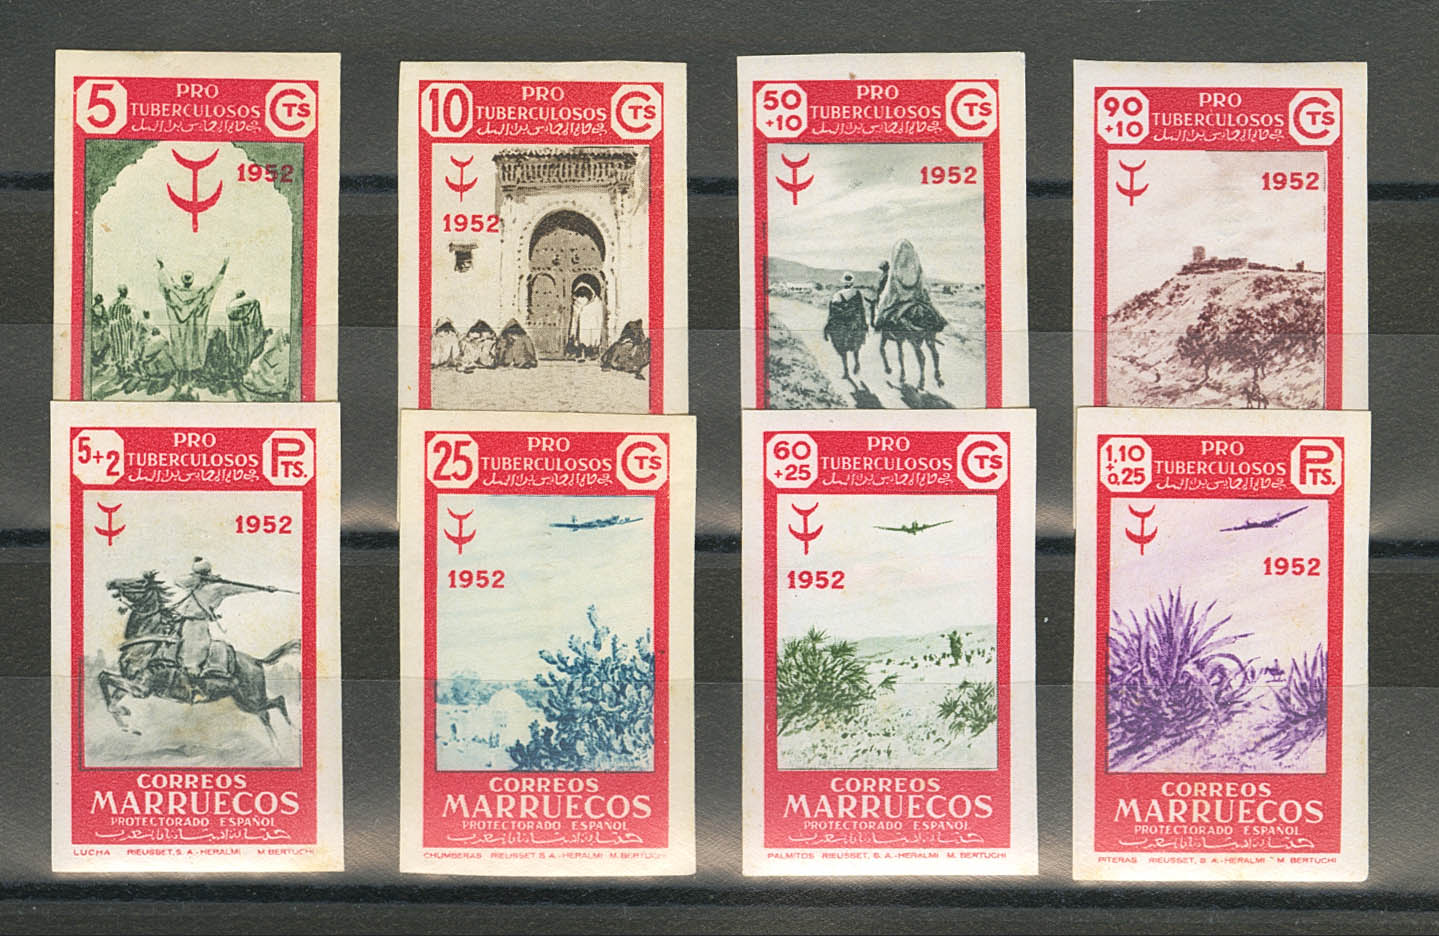 5 PRO CTS
TUBERCULOSOS
1952
10 PRO CTS
TUBERCULOSOS
1952
50 +10 PRO CTS
TUBERCULOSOS
1952
90 +10 PRO CTS
TUBERCULOSOS
1952
5+2 PRO PTS.
TUBERCULOSOS
1952
CORREOS
MARRUECOS
PROTECTORADO ESPAÑOL
LUCHA RIEUSSET, S. A.-HERALMI M. BERTUCHI
25 PRO CTS
TUBERCULOSOS
1952
CORREOS
MARRUECOS
PROTECTORADO ESPAÑOL
CHUMBERAS RIEUSSET, S. A.-HERALMI M. BERTUCHI
60 +25 PRO CTS
TUBERCULOSOS
1952
CORREOS
MARRUECOS
PROTECTORADO ESPAÑOL
PALMITOS RIEUSSET, S. A.-HERALMI M. BERTUCHI
1.10 + 0,25 PRO PTS.
TUBERCULOSOS
1952
CORREOS
MARRUECOS
PROTECTORADO ESPAÑOL
PITERAS RIEUSSET, S. A.-HERALMI M BERTUCHI